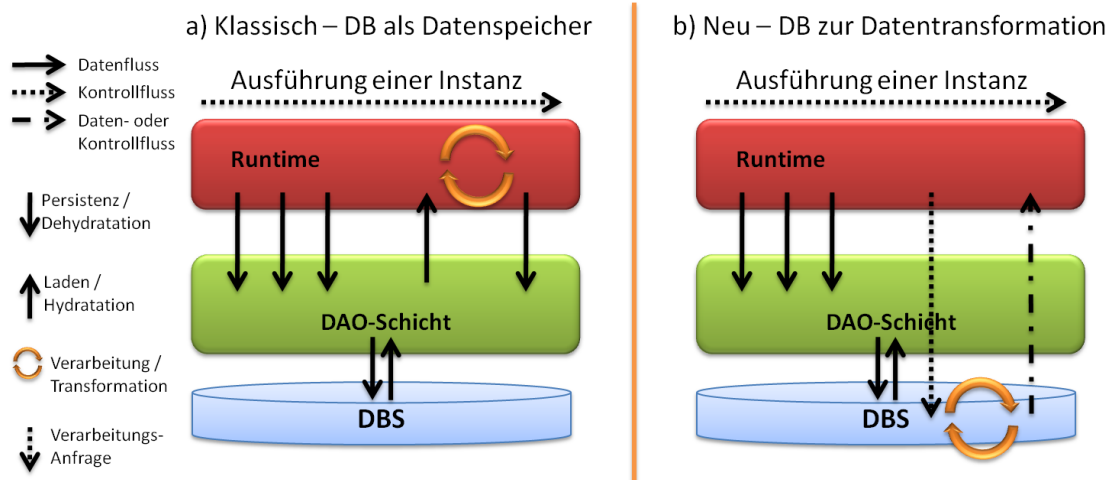 a) Klassisch – DB als Datenspeicher
b) Neu – DB zur Datentransformation
Datenfluss
Kontrollfluss
Daten- oder
Kontrollfluss
Persistenz /
Dehydratation
Laden /
Hydratation
Verarbeitung /
Transformation
Verarbeitungs-
Anfrage
Ausführung einer Instanz
Runtime
DAO-Schicht
DBS
Ausführung einer Instanz
Runtime
DAO-Schicht
DBS